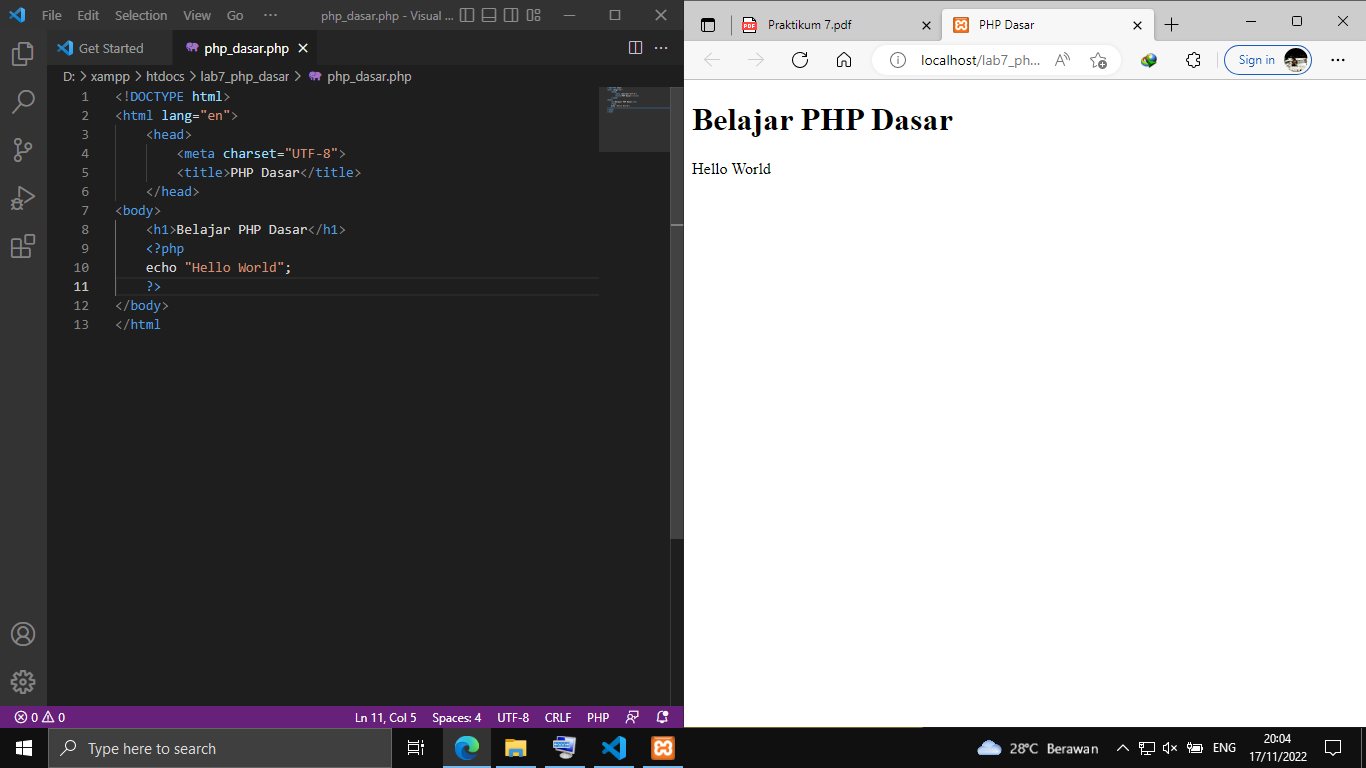 File Edit Selection View Go ··· php_dasar.php - Visual ...
Get Started php_dasar.php
D: > xampp > htdocs > lab7_php_dasar > php_dasar.php
1 <!DOCTYPE html>
2 <html lang="en">
3 <head>
4 <meta charset="UTF-8">
5 <title>PHP Dasar</title>
6 </head>
7 <body>
8 <h1>Belajar PHP Dasar</h1>
9 <?php
10 echo "Hello World";
11 ?>
12 </body>
13 </html
0 0 Ln 11, Col 5 Spaces: 4 UTF-8 CRLF PHP
PDF Praktikum 7.pdf PHP Dasar
localhost/lab7_ph... A Sign in
Belajar PHP Dasar
Hello World
Type here to search
28°C Berawan ENG 20:04
17/11/2022